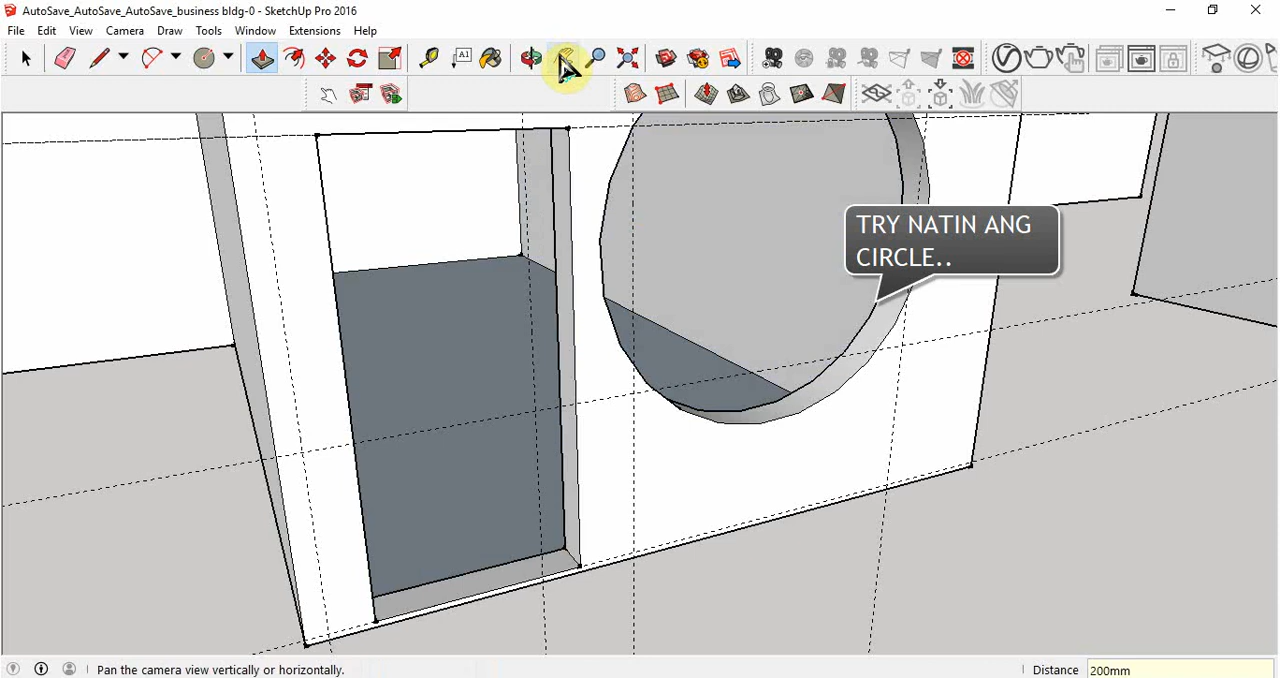 AutoSave_AutoSave_AutoSave_business bldg-0 - SketchUp Pro 2016
File Edit View Camera Draw Tools Window Extensions Help
A1
TRY NATIN ANG
CIRCLE..
Pan the camera view vertically or horizontally.
Distance 200mm